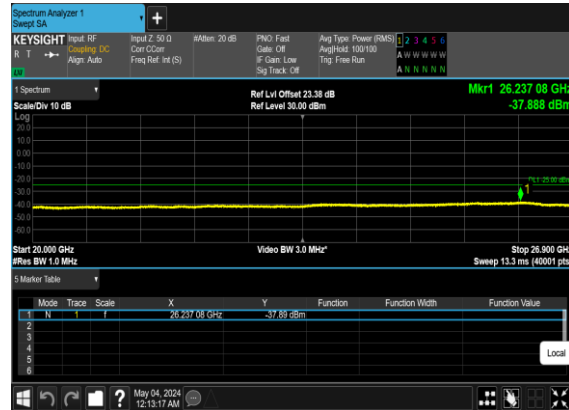 Spectrum Analyzer 1
Swept SA
KEYSIGHT Input: RF Input Z: 50 Ω #Atten: 20 dB PNO: Fast Avg Type: Power (RMS) 1 2 3 4 5 6
R T Coupling: DC Corr CCorr Gate: Off Avg|Hold: 100/100 A W W W W W
Align: Auto Freq Ref: Int (S) IF Gain: Low Trig: Free Run
LW Sig Track: Off A N N N N N
1 Spectrum Ref Lvl Offset 23.38 dB Mkr1 26.237 08 GHz
Scale/Div 10 dB Ref Level 30.00 dBm -37.888 dBm
Log
20.0
10.0
0.00
-10.0
-20.0
DL1 -25.00 dBm
1
-30.0
-40.0
-50.0
-60.0
Start 20.000 GHz Video BW 3.0 MHz* Stop 26.900 GHz
#Res BW 1.0 MHz Sweep 13.3 ms (40001 pts)
5 Marker Table
Mode Trace Scale X Y Function Function Width Function Value
1 N 1 f 26.237 08 GHz -37.89 dBm
2
3
4
5
6
Local
? May 04, 2024
12:13:17 AM